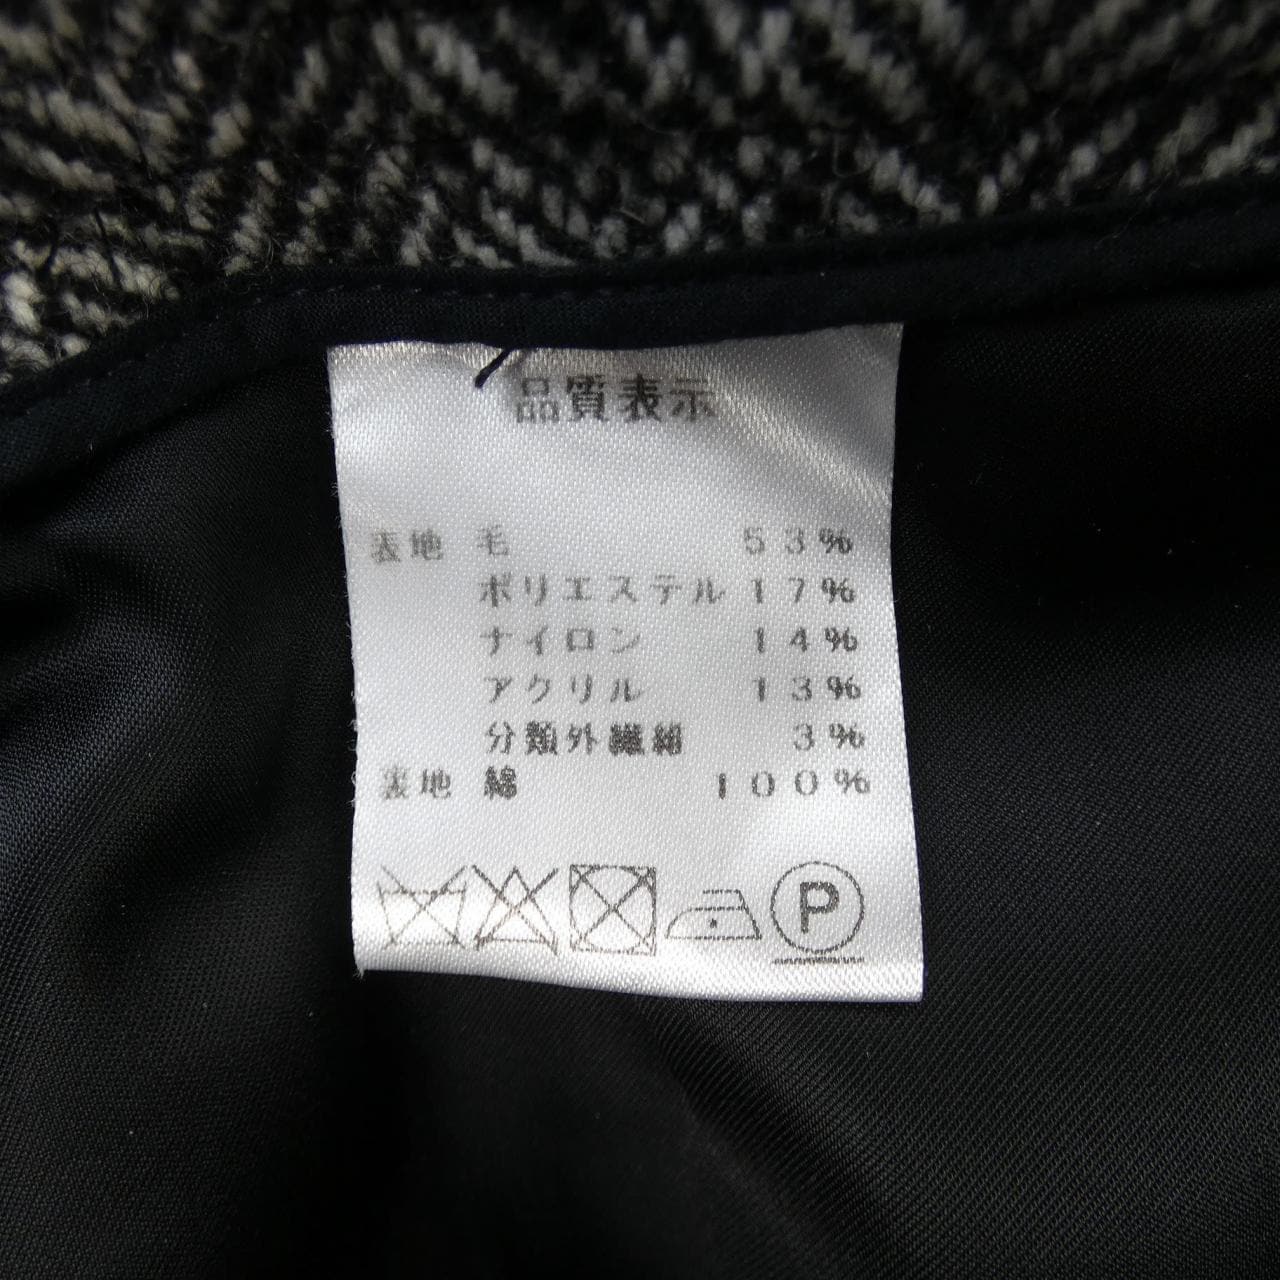 品質表示
表地 毛 53%
ポリエステル 17%
ナイロン 14%
アクリル 13%
分類外繊維 3%
裏地 綿 100%
P